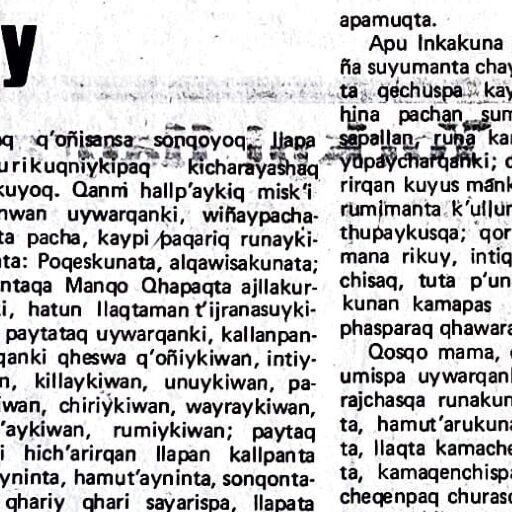 y
q q'oñisansa sonqoyoq, llapa
urikuqniykipaq kicharayashaq
kuyoq. Qanmi hallp'aykiq misk'i
nwan uywarqanki, wiñaypacha-
ta pacha, kaypi paqariq runayki-
ata: Poqeskunata, alqawisakunata;
ntaqa Manqo Qhapaqta ajllakur-
i, hatun llaqtaman t'ijranasuyki-
paytataq uywarqanki, kallanpan-
qanki qheswa q'oñiykiwan, intiy-
n, killaykiwan, unuykiwan, pa-
iwan, chiriykiwan, wayraykiwan,
'aykiwan, rumiykiwan; paytaq
i hich'arirqan llapan kallpanta
ayninta, hamut'ayninta, sonqonta-
qhariy qhari sayarispa, llapata
apamuqta.
Apu Inkakuna
ña suyumanta chay
ta qechuspa kay
hina pachan sum
sapallan runa ka
yupaycharqanki;
rirqan kuyus mank
rumimanta k'ullu
thupaykusqa; qor
mana rikuy, intiq
chisaq, tuta p'un
kunan kamapas
phasparaq qhawara
Qosqo mama,
umispa uywarqank
rajchasqa runakun
ta, hamut'arukuna
ta, llaqta kamache
ta, kamaqenchispa
cheqenpaq churasq